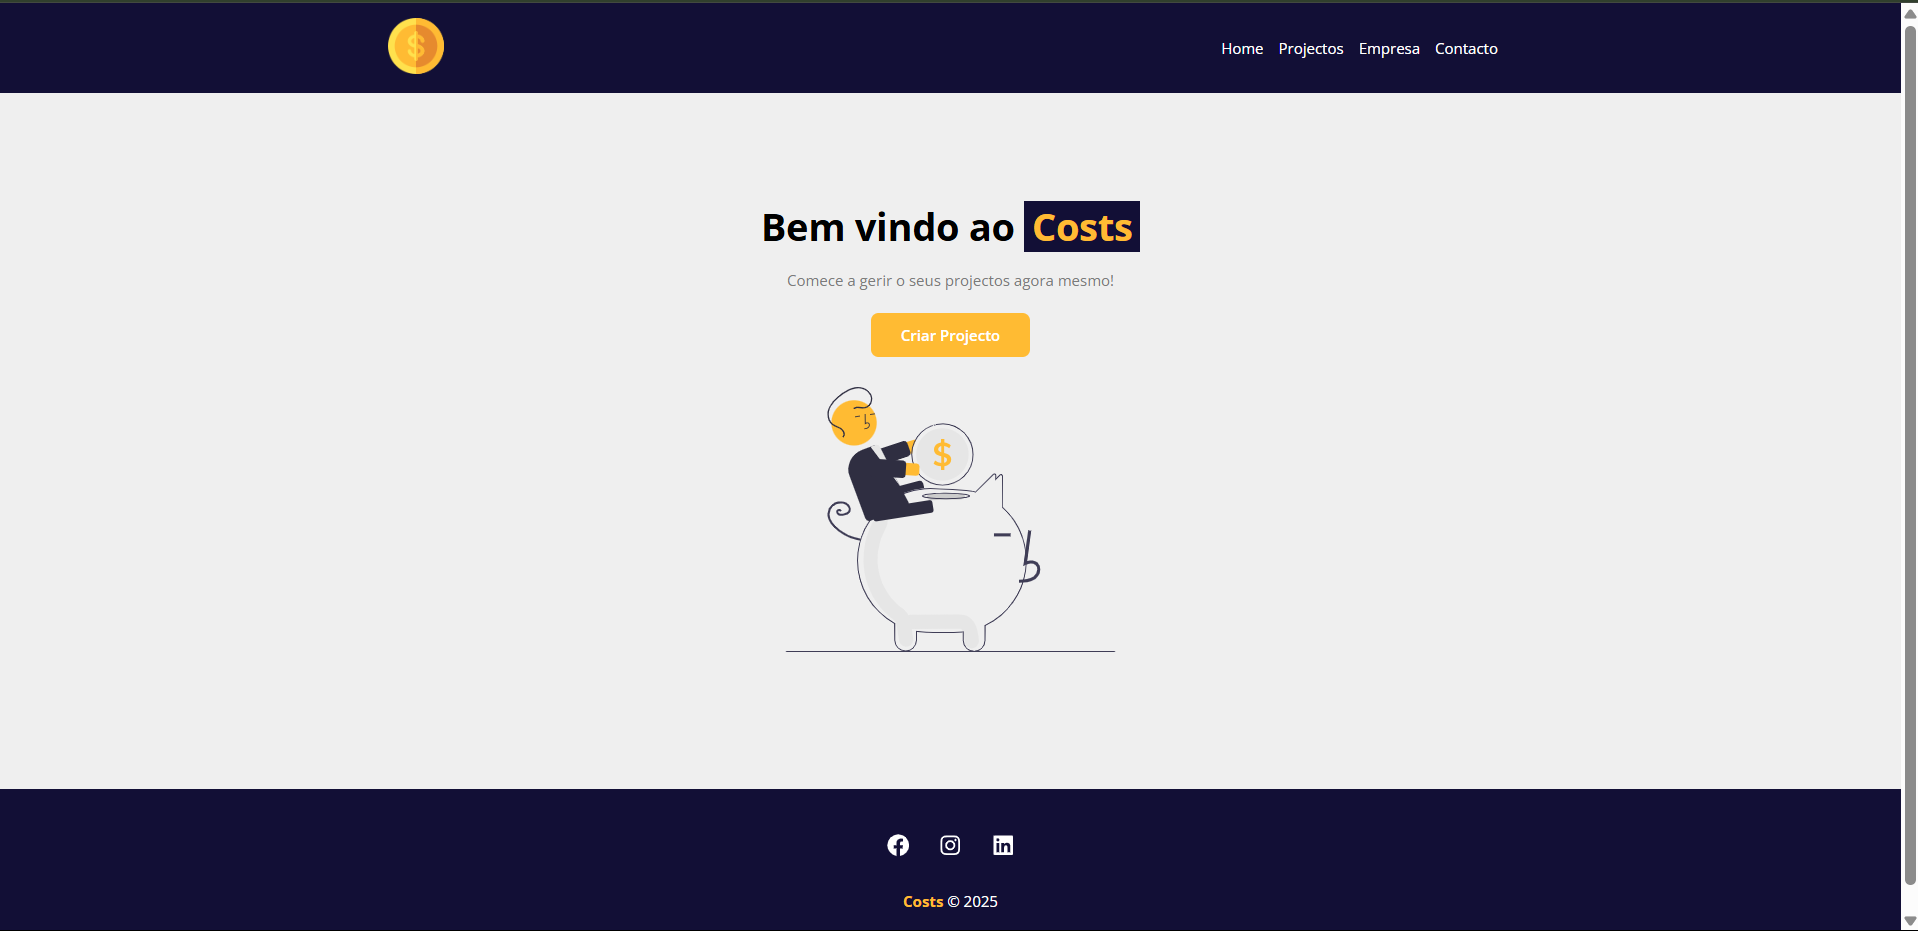 $
Home Projectos Empresa Contacto
Bem vindo ao Costs
Comece a gerir o seus projectos agora mesmo!
Criar Projecto
$
Costs © 2025